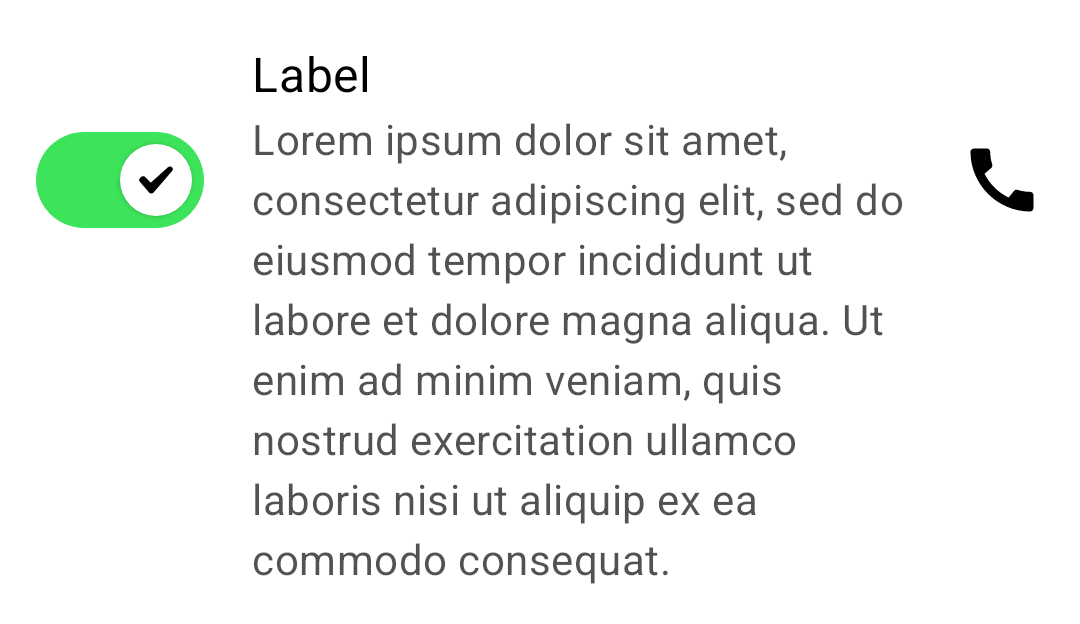 Label
Lorem ipsum dolor sit amet,
consectetur adipiscing elit, sed do
eiusmod tempor incididunt ut
labore et dolore magna aliqua. Ut
enim ad minim veniam, quis
nostrud exercitation ullamco
laboris nisi ut aliquip ex ea
commodo consequat.